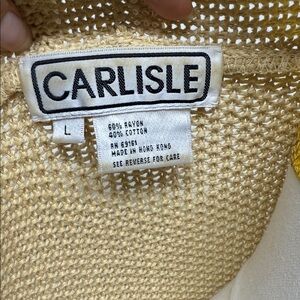 CARLISLE
L
60% RAYON
40% COTTON
RN 69161
MADE IN HONG KONG
SEE REVERSE FOR CARE